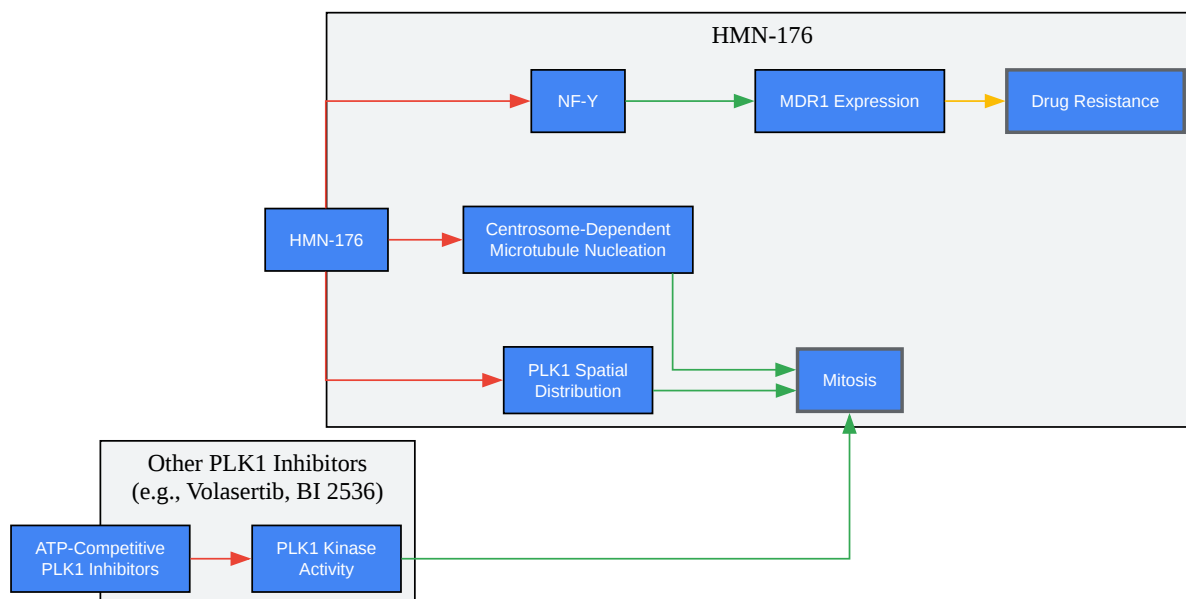 HMN-176
NF-Y
MDR1 Expression
Drug Resistance
HMN-176
Centrosome-Dependent
Microtubule Nucleation
PLK1 Spatial
Distribution
Mitosis
Other PLK1 Inhibitors
(e.g., Volasertib, BI 2536)
ATP-Competitive
PLK1 Inhibitors
PLK1 Kinase
Activity